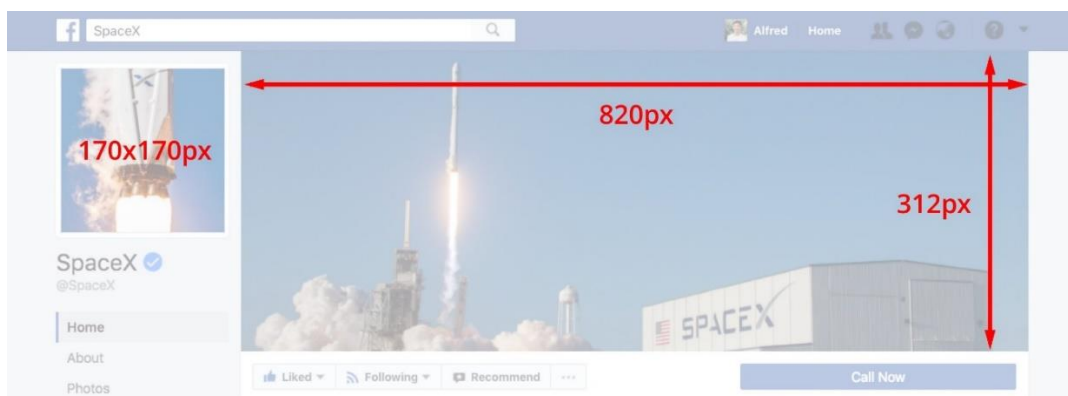 SpaceX
Alfred Home
820px
170x170px
312px
SpaceX
@SpaceX
SPACEX
Home
About
Photos
Liked Following Recommend ...
Call Now